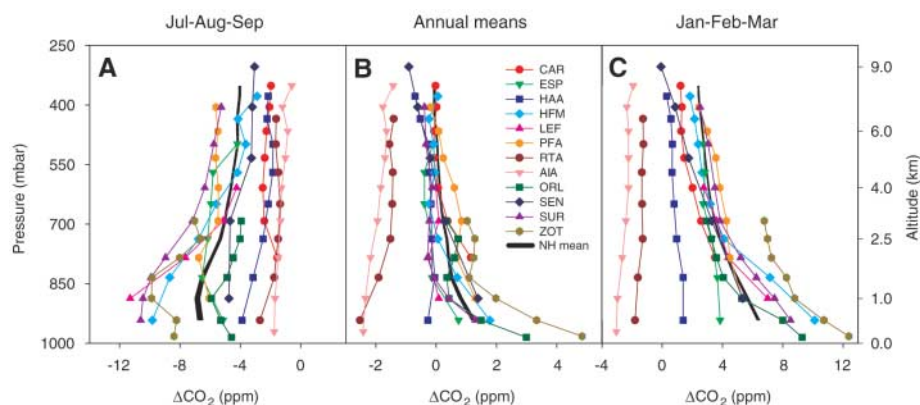 Jul-Aug-Sep Annual means Jan-Feb-Mar
A B C
Pressure (mbar)
250
400
550
700
850
1000
CAR
ESP
HAA
HFM
LEF
PFA
RTA
AIA
ORL
SEN
SUR
ZOT
NH mean
9.0
6.0
4.0
2.5
1.0
0.0
Altitude (km)
-12 -8 -4 0 -4 -2 0 2 4 -4 0 4 8 12
ΔCO2 (ppm) ΔCO2 (ppm) ΔCO2 (ppm)